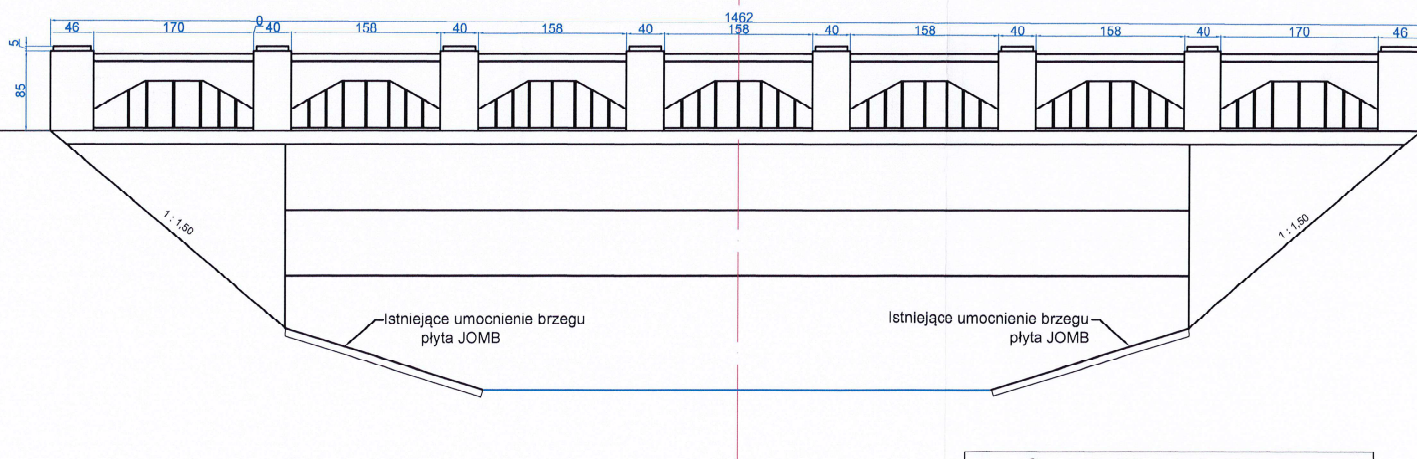 0 1462
46 170 40 158 40 158 40 158 40 158 40 158 40 170 46
5
85
1 : 1,50
1 : 1,50
Istniejące umocnienie brzegu
płyta JOMB
Istniejące umocnienie brzegu
płyta JOMB